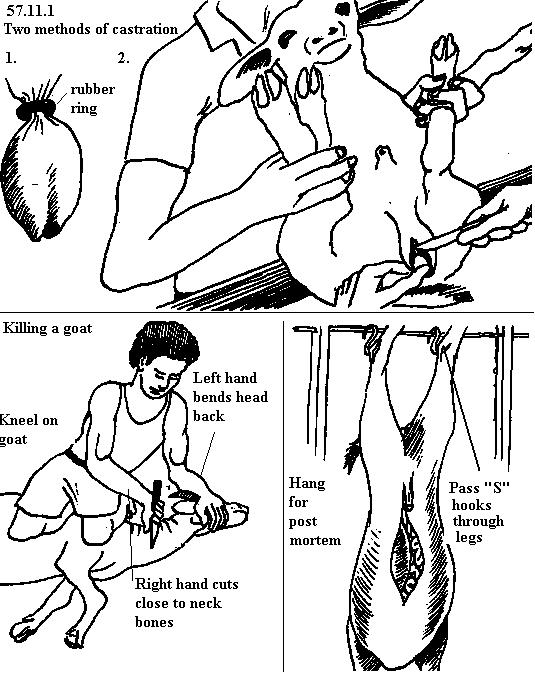 57.11.1
Two methods of castration
1.
2.
rubber
ring
Killing a goat
Left hand
bends head
back
Kneel on
goat
Right hand cuts
close to neck
bones
Hang
for
post
mortem
Pass "S"
hooks
through
legs